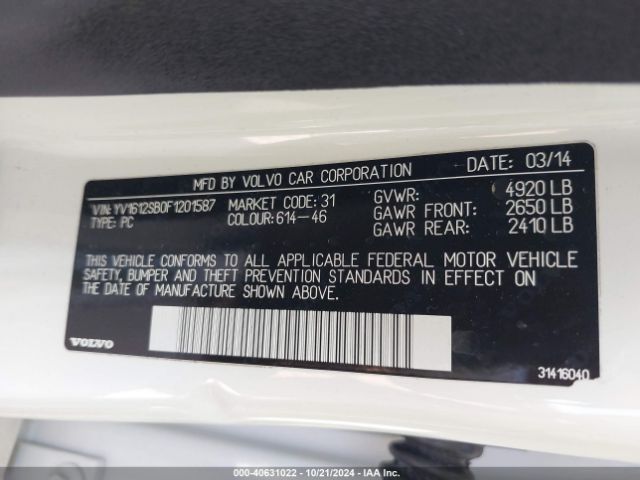 MFD BY VOLVO CAR CORPORATION DATE: 03/14
VIN: YV1612SB0F1201587 MARKET CODE: 31 GVWR: 4920 LB
TYPE: PC COLOUR: 614-46 GAWR FRONT: 2650 LB
GAWR REAR: 2410 LB
THIS VEHICLE CONFORMS TO ALL APPLICABLE FEDERAL MOTOR VEHICLE
SAFETY, BUMPER AND THEFT PREVENTION STANDARDS IN EFFECT ON
THE DATE OF MANUFACTURE SHOWN ABOVE.
VOLVO 31416040
000-40631022 - 10/21/2024 - IAA Inc.